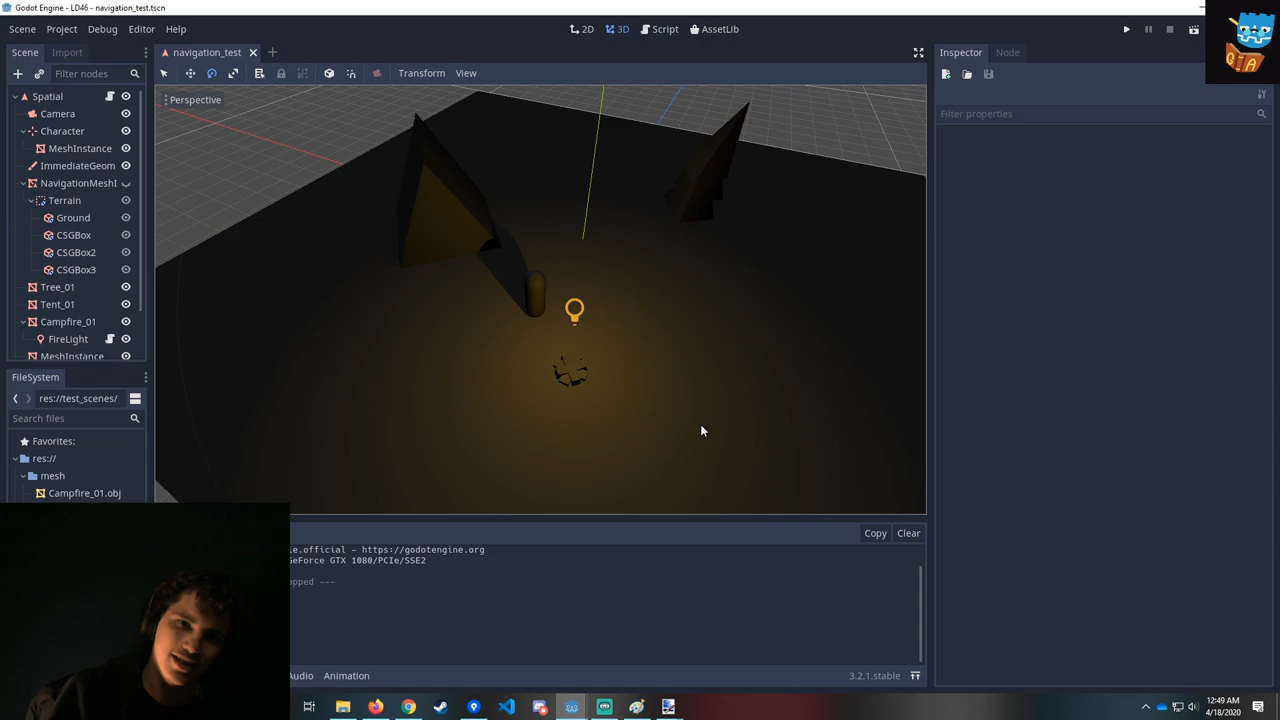 Godot Engine - LD46 - navigation_test.tscn
Scene Project Debug Editor Help
2D 3D Script AssetLib
Scene Import
navigation_test
Inspector Node
Filter nodes
Transform View
Spatial
Perspective
Camera
Filter properties
Character
MeshInstance
ImmediateGeom
NavigationMeshI
Terrain
Ground
CSGBox
CSGBox2
CSGBox3
Tree_01
Tent_01
Campfire_01
FireLight
MeshInstance
FileSystem
res://test_scenes/
Search files
Favorites:
res://
mesh
Campfire_01.obj
Copy Clear
le.official - https://godotengine.org
GeForce GTX 1080/PCIe/SSE2
opped ---
Audio Animation
3.2.1.stable
12:49 AM
4/18/2020
G A